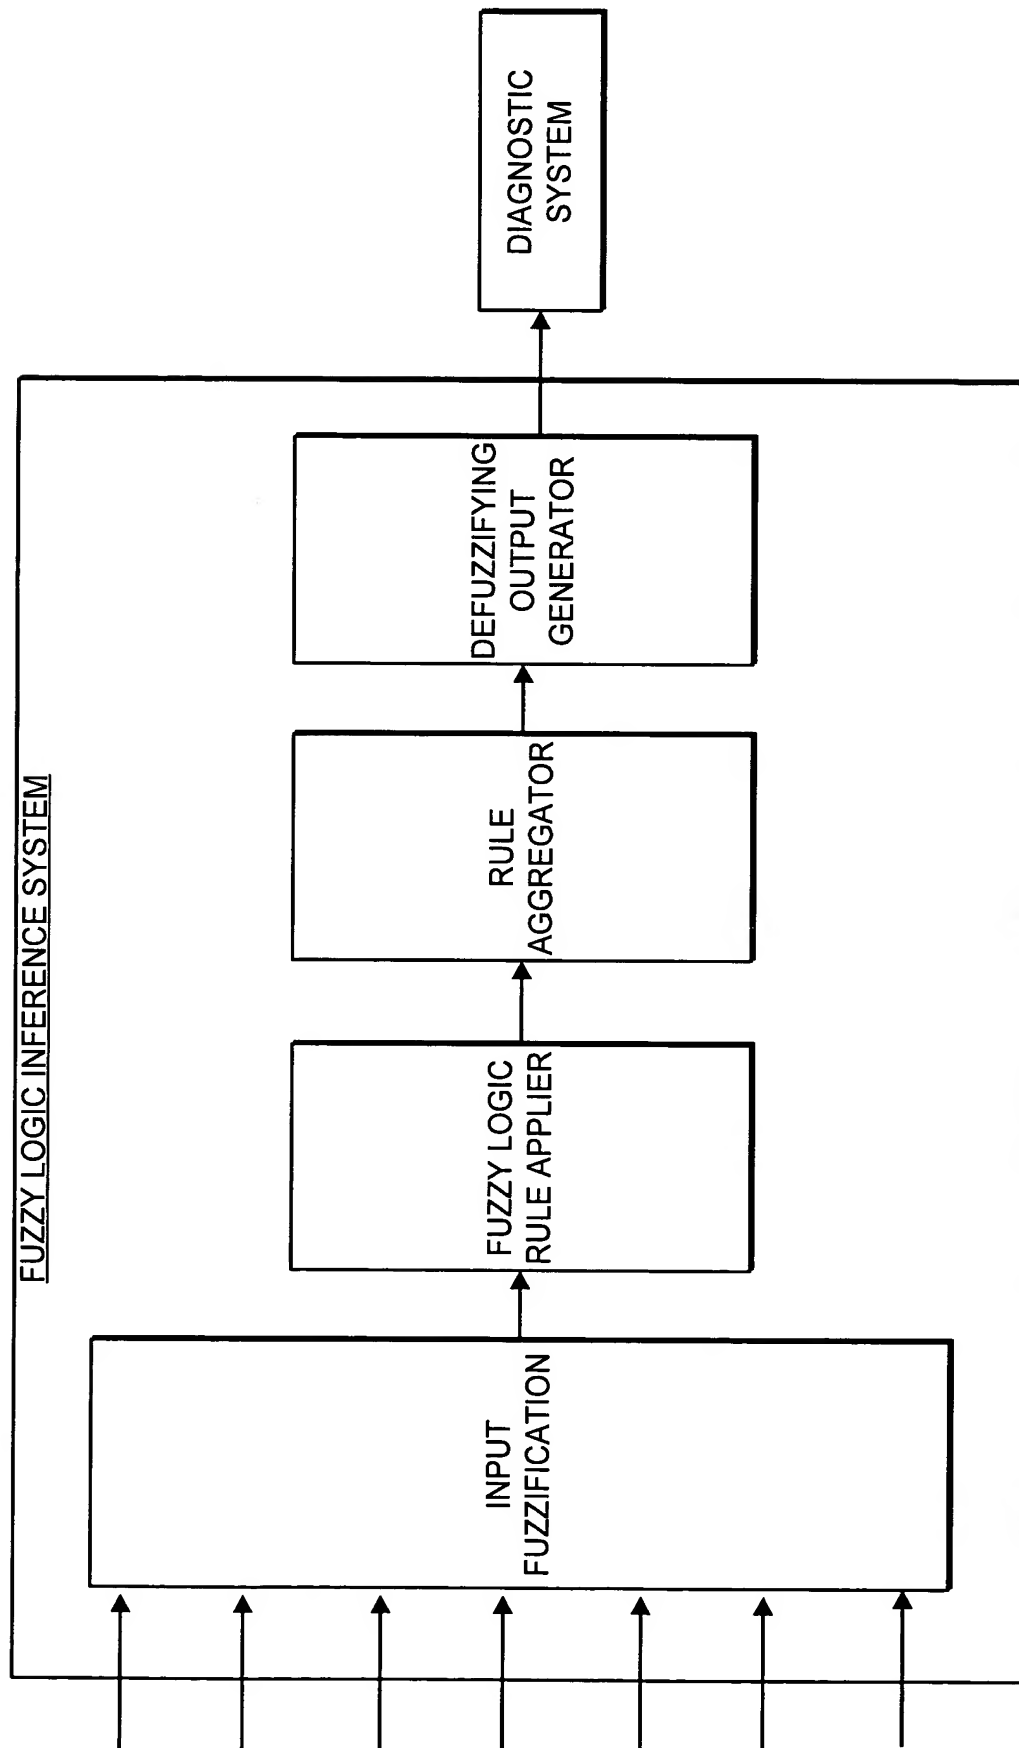 FUZZY LOGIC INFERENCE SYSTEM
INPUT
FUZZIFICATION
FUZZY LOGIC
RULE APPLIER
RULE
AGGREGATOR
DEFUZZIFYING
OUTPUT
GENERATOR
DIAGNOSTIC
SYSTEM